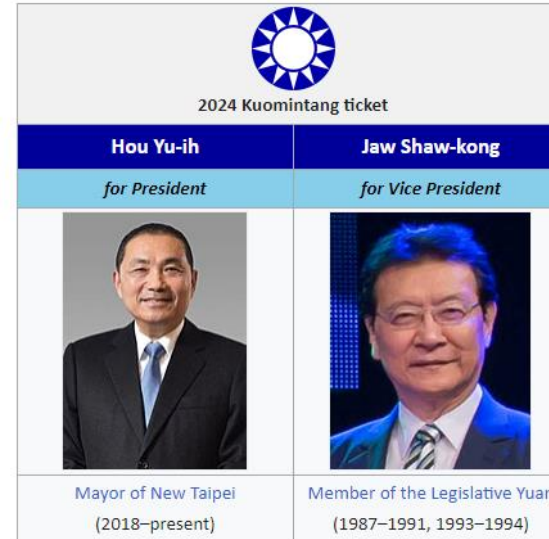 2024 Kuomintang ticket
Hou Yu-ih
Jaw Shaw-kong
for President
for Vice President
Mayor of New Taipei
(2018–present)
Member of the Legislative Yuan
(1987–1991, 1993–1994)